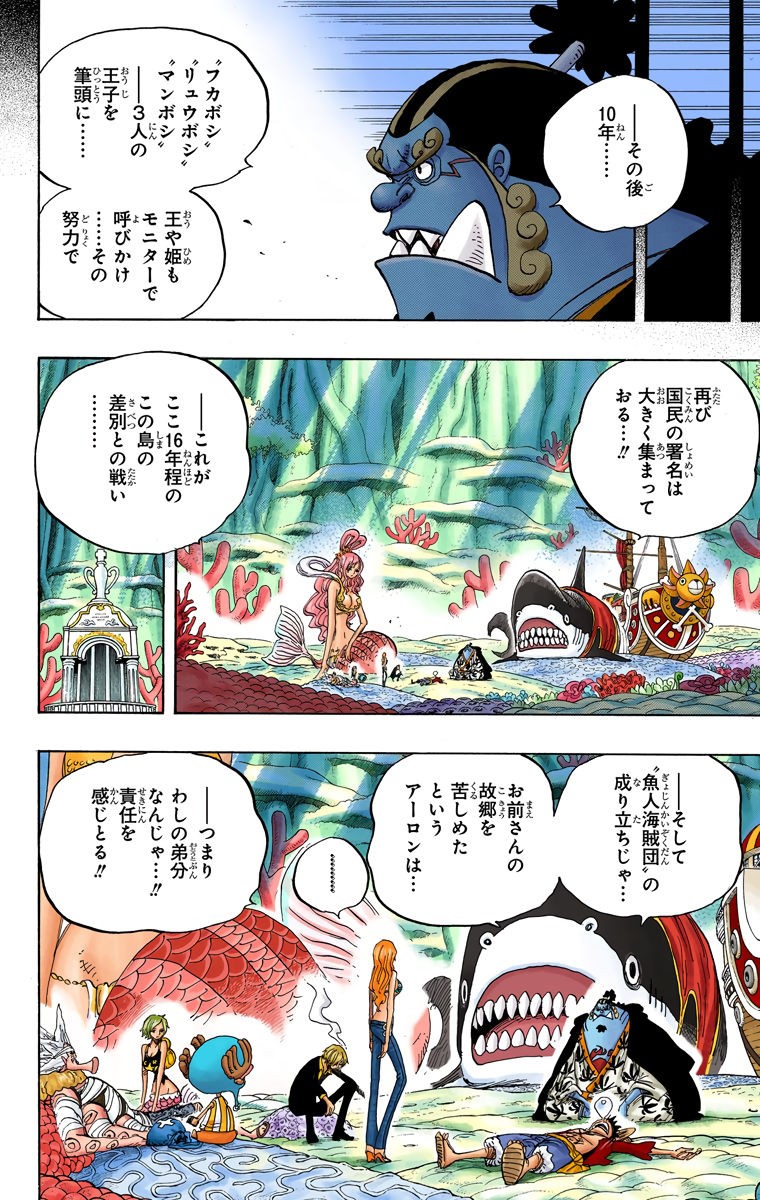 ――その後
10年……
〝フカボシ〟
〝リュウボシ〟
〝マンボシ〟
――3人の
王子を
筆頭に……
王や姫も
モニターで
呼びかけ
……その
努力で
再び
国民の署名は
大きく集まって
おる…!!
――これが
ここ16年程の
この島の
差別との戦い
………
――そして
〝魚人海賊団〟の
成り立ちじゃ…
お前さんの
故郷を
苦しめた
という
アーロンは…
………
――つまり
わしの弟分
なんじゃ…!!
責任を
感じとる!!